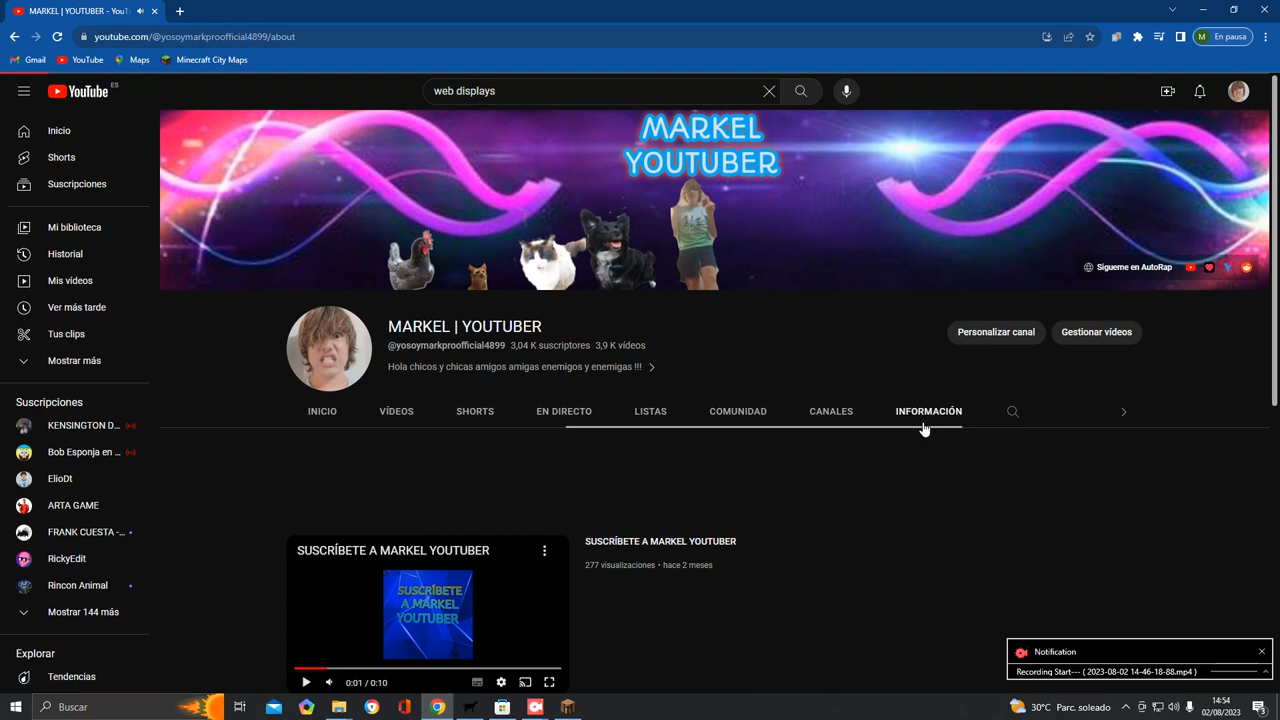 MARKEL | YOUTUBER - YouT
youtube.com/@yosoymarkproofficial4899/about
M En pausa
Gmail YouTube Maps Minecraft City Maps
YouTube ES
web displays
Inicio
Shorts
Suscripciones
Mi biblioteca
Historial
Mis vídeos
Ver más tarde
Tus clips
Mostrar más
Suscripciones
KENSINGTON D...
Bob Esponja en ...
ElioDt
ARTA GAME
FRANK CUESTA -...
RickyEdit
Rincon Animal
Mostrar 144 más
Explorar
Tendencias
MARKEL
YOUTUBER
Sígueme en AutoRap
MARKEL | YOUTUBER
@yosoymarkproofficial4899 3,04 K suscriptores 3,9 K vídeos
Hola chicos y chicas amigos amigas enemigos y enemigas !!!
Personalizar canal Gestionar vídeos
INICIO VÍDEOS SHORTS EN DIRECTO LISTAS COMUNIDAD CANALES INFORMACIÓN
SUSCRÍBETE A MARKEL YOUTUBER
SUSCRÍBETE
A MARKEL
YOUTUBER
0:01 / 0:10
SUSCRÍBETE A MARKEL YOUTUBER
277 visualizaciones • hace 2 meses
Notification
Recording Start--- ( 2023-08-02 14-46-18-88.mp4 )
Buscar
30°C Parc. soleado
14:54
02/08/2023
3